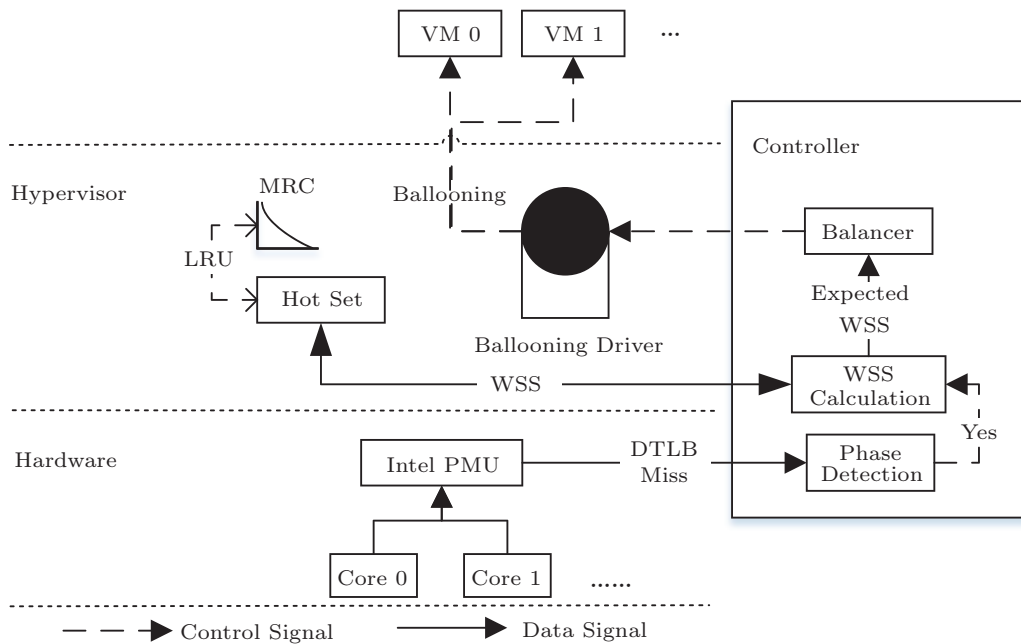 VM 0
VM 1
...
Controller
Hypervisor
MRC
Ballooning
Balancer
LRU
Hot Set
Expected
WSS
Ballooning Driver
WSS
WSS
Calculation
Yes
Hardware
Intel PMU
DTLB
Miss
Phase
Detection
Core 0
Core 1
......
Control Signal
Data Signal